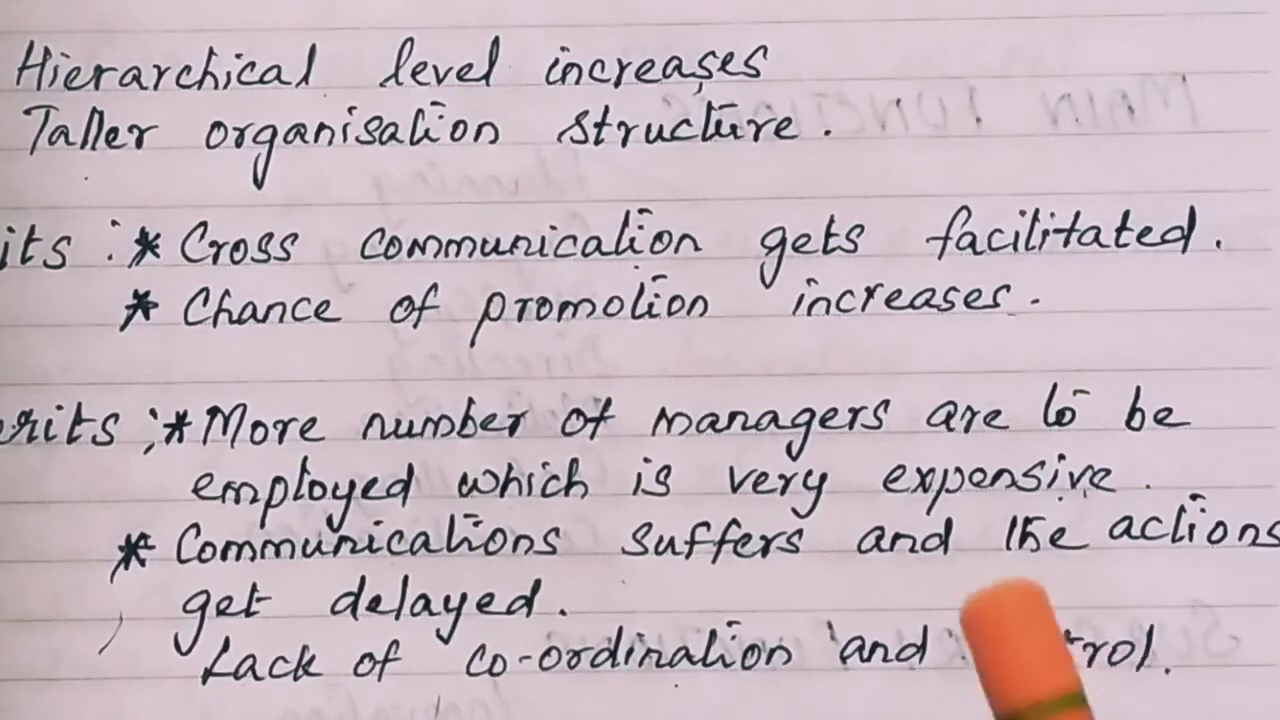 Hierarchical level increases
Taller organisation structure.
its : * Cross communication gets facilitated.
* Chance of promotion increases.
erits ; * More number of managers are to be
employed which is very expensive.
* Communications suffers and the actions
get delayed.
Lack of co-ordination and trol.